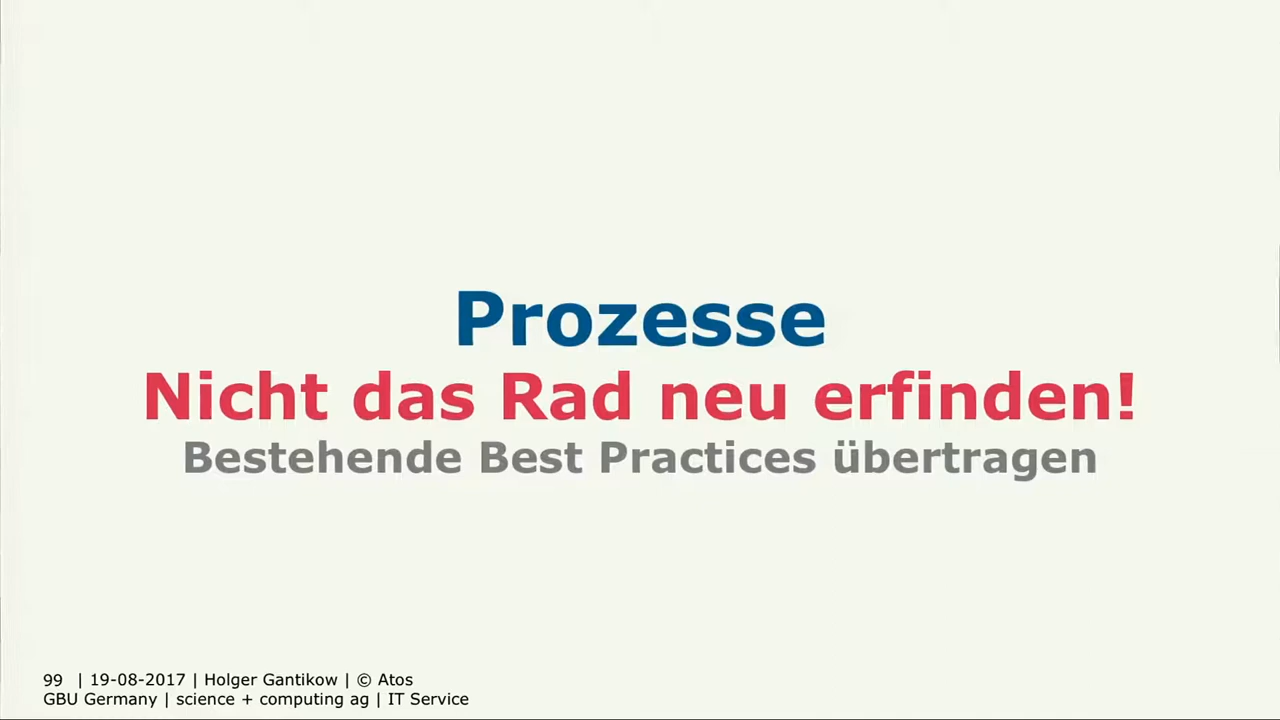 Prozesse
Nicht das Rad neu erfinden!
Bestehende Best Practices übertragen
99 | 19-08-2017 | Holger Gantikow | © Atos
GBU Germany | science + computing ag | IT Service